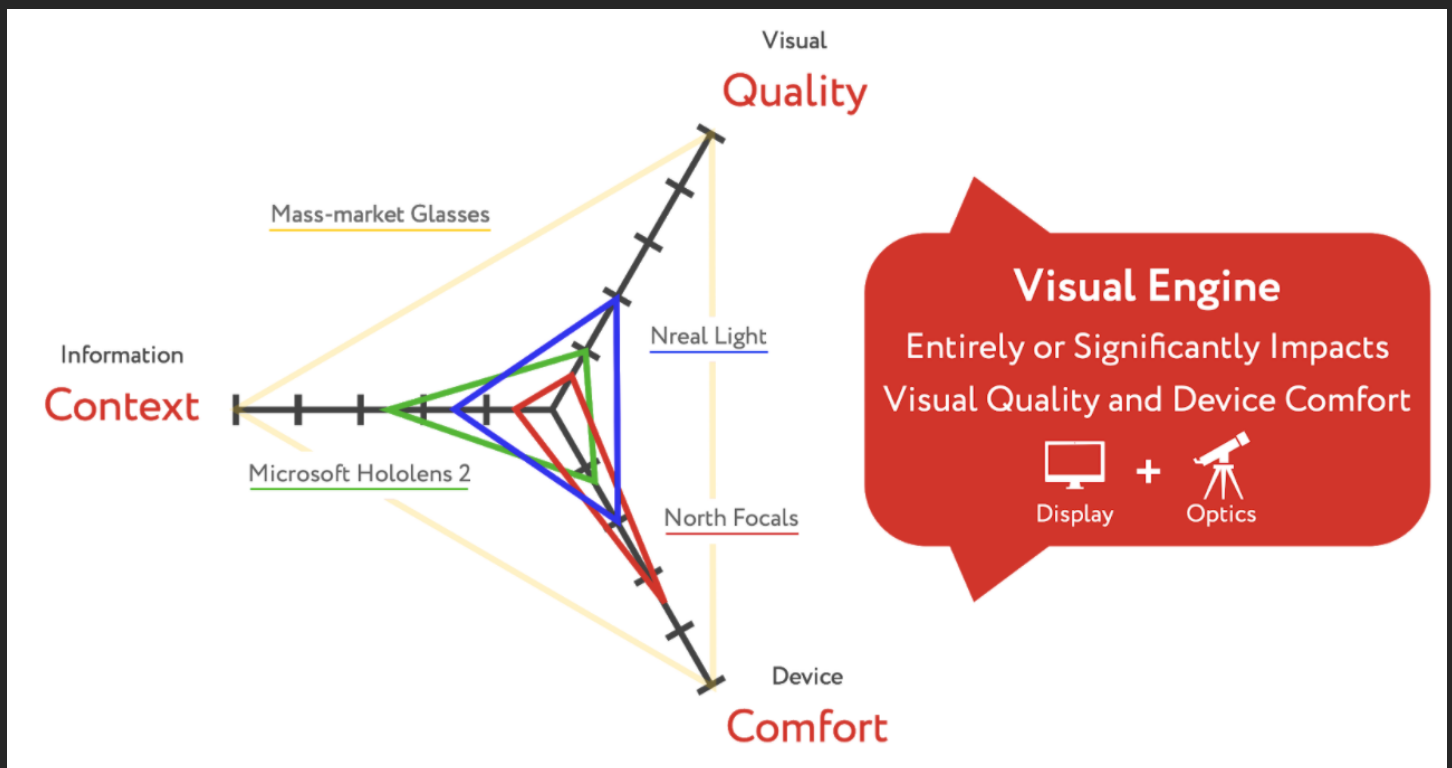 Visual
Quality
Mass-market Glasses
Nreal Light
Information
Context
Microsoft Hololens 2
North Focals
Device
Comfort
Visual Engine
Entirely or Significantly Impacts
Visual Quality and Device Comfort
+
Display
Optics